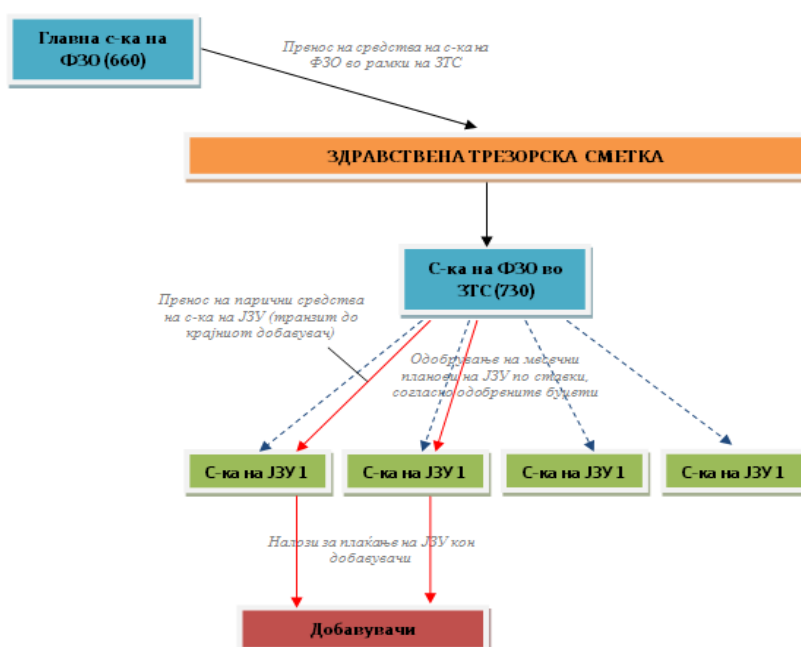 Главна с-ка на
ФЗО (660)
Пренос на средства на с-ка на
ФЗО во рамки на ЗТС
ЗДРАВСТВЕНА ТРЕЗОРСКА СМЕТКА
С-ка на ФЗО во
ЗТС (730)
Пренос на парични средства
на с-ка на ЈЗУ (транзит до
крајниот добавувач)
Одобрување на месечни
планови на ЈЗУ по ставки,
согласно одобрените буџети
С-ка на ЈЗУ 1
С-ка на ЈЗУ 1
С-ка на ЈЗУ 1
С-ка на ЈЗУ 1
Налози за плаќање на ЈЗУ кон
добавувачи
Добавувачи